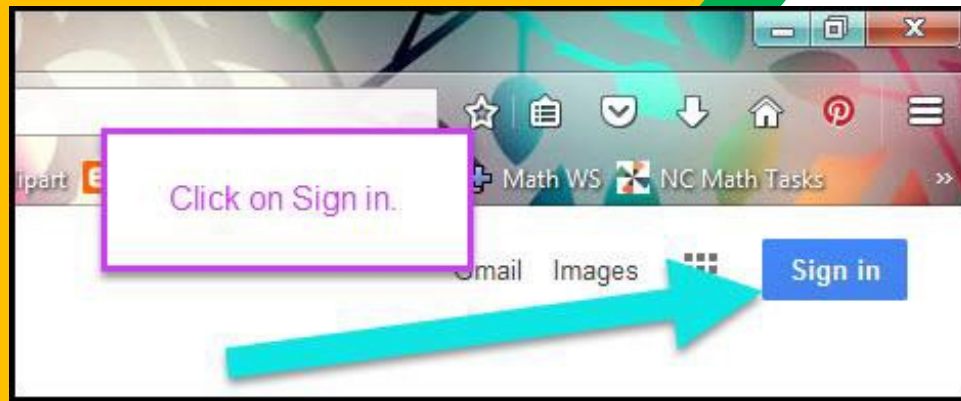 ipart Math WS NC Math Tasks »
Click on Sign in.
Gmail Images Sign in